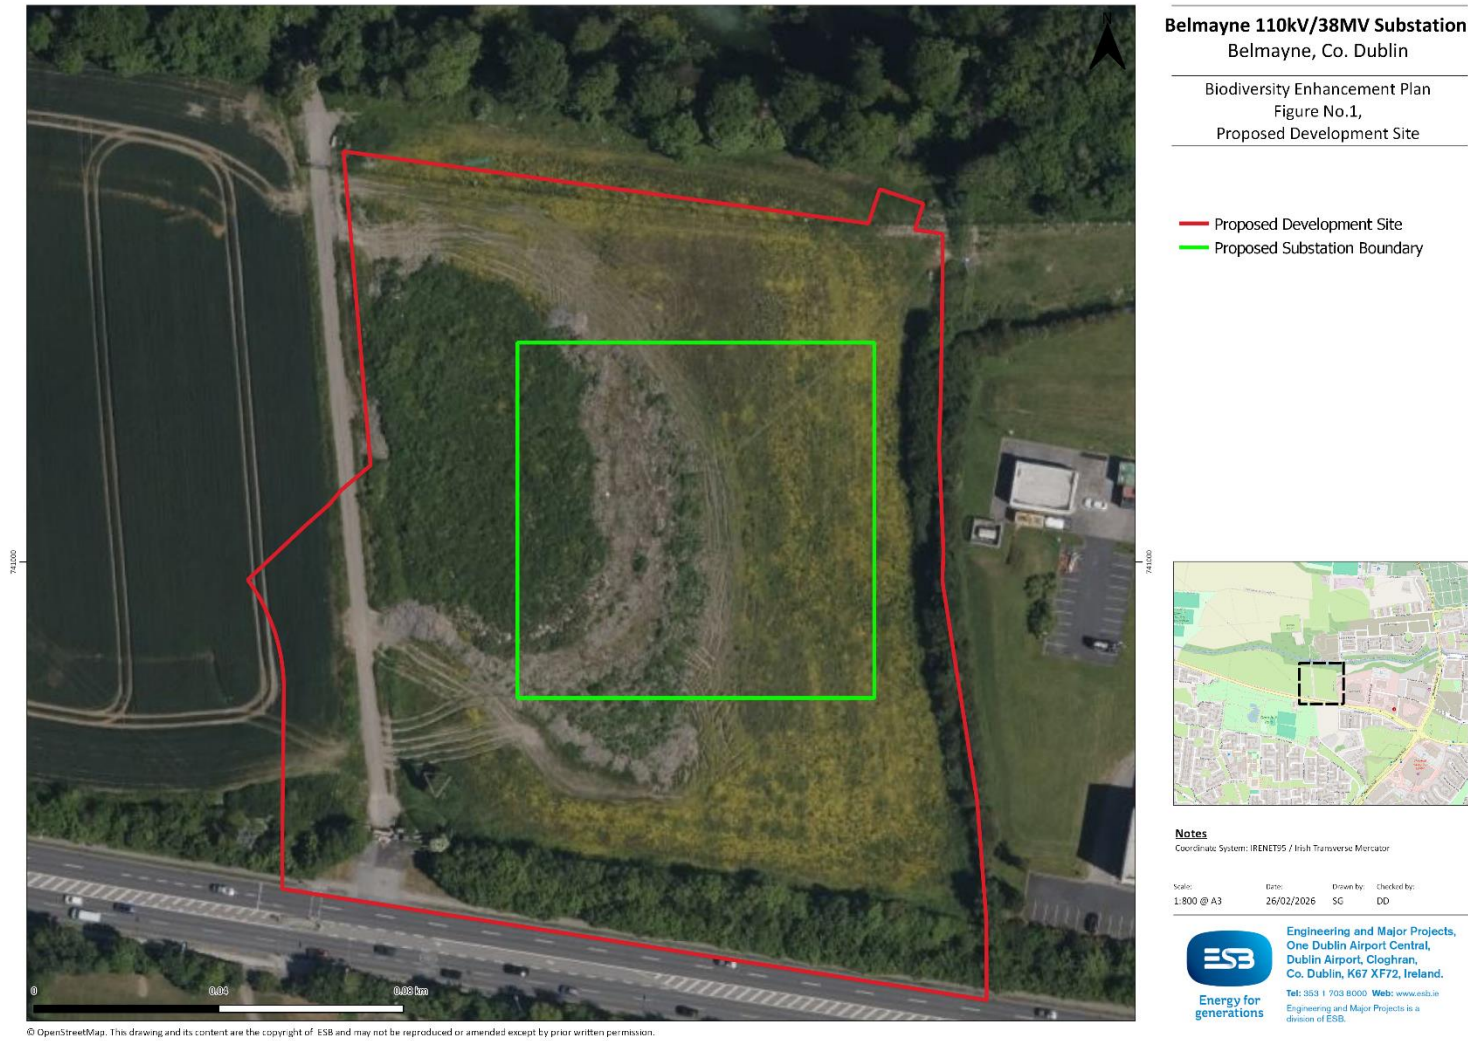 N
Belmayne 110kV/38MV Substation
Belmayne, Co. Dublin
Biodiversity Enhancement Plan
Figure No.1,
Proposed Development Site
Proposed Development Site
Proposed Substation Boundary
741000
741000
0
0.04
0.08 km
Notes
Coordinate System: IRENET95 / Irish Transverse Mercator
Scale:
Date:
Drawn by:
Checked by:
1:800 @ A3
26/02/2026
SG
DD
ESB
Energy for
generations
Engineering and Major Projects,
One Dublin Airport Central,
Dublin Airport, Cloghran,
Co. Dublin, K67 XF72, Ireland.
Tel: 353 1 703 8000 Web: www.esb.ie
Engineering and Major Projects is a
division of ESB.
© OpenStreetMap. This drawing and its content are the copyright of ESB and may not be reproduced or amended except by prior written permission.